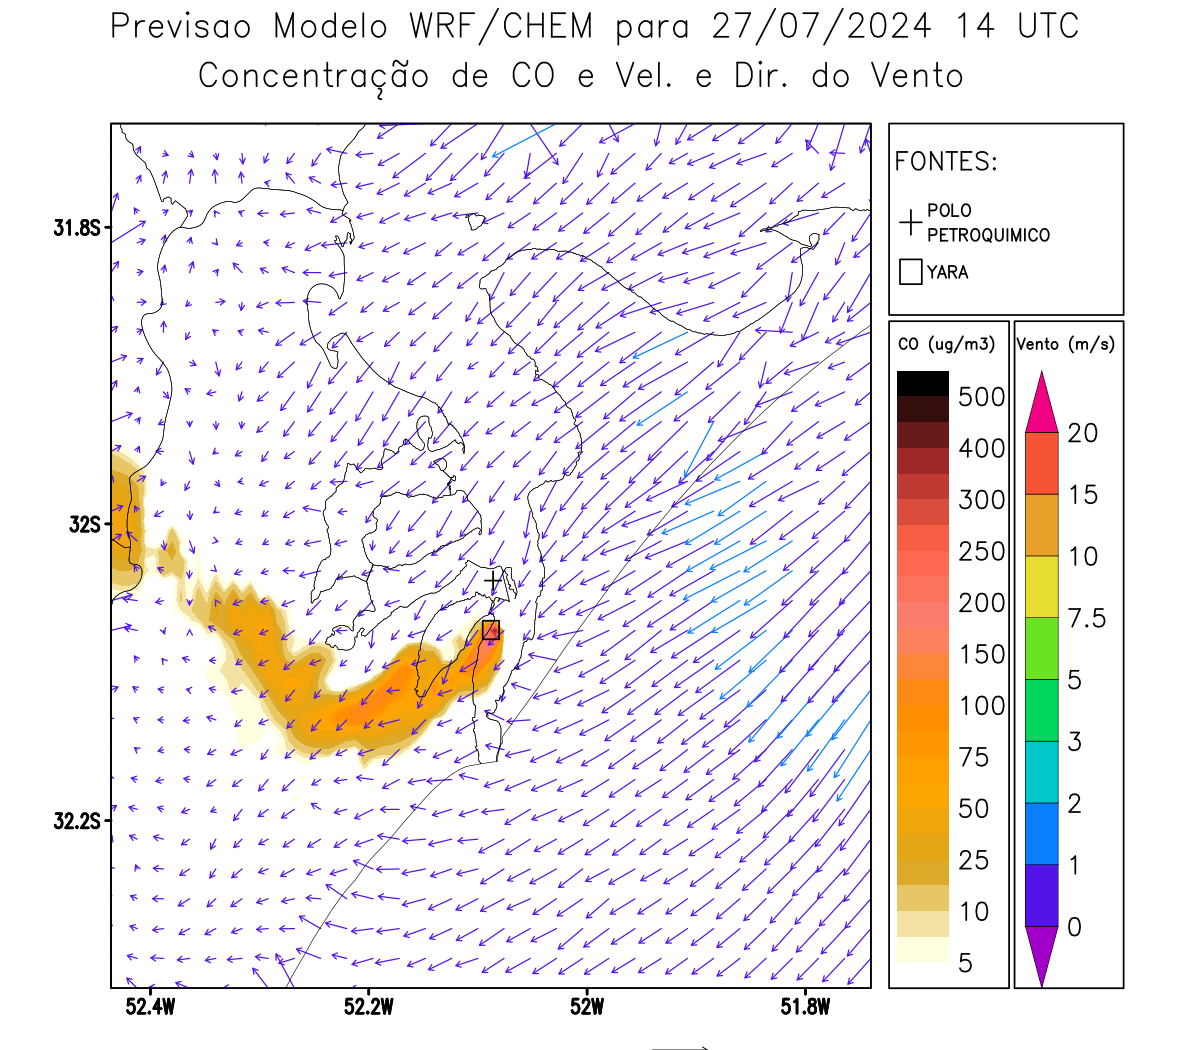 Previsao Modelo WRF/CHEM para 27/07/2024 14 UTC
Concentração de CO e Vel. e Dir. do Vento
FONTES:
POLO
PETROQUIMICO
YARA
CO (ug/m3)
500
400
300
250
200
150
100
75
50
25
10
5
Vento (m/s)
20
15
10
7.5
5
3
2
1
0
31.8S
32S
32.2S
52.4W
52.2W
52W
51.8W